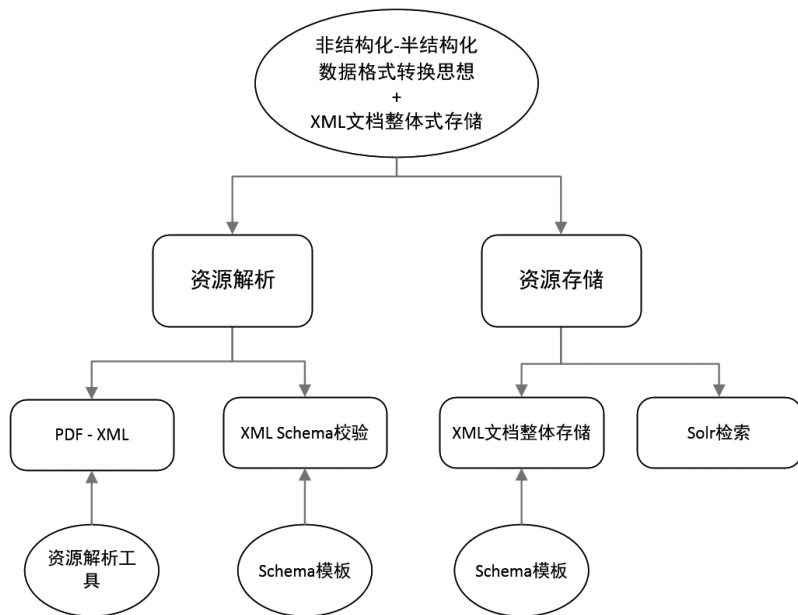 非结构化-半结构化
数据格式转换思想
+
XML文档整体式存储
资源解析
资源存储
PDF - XML
XML Schema校验
XML文档整体存储
Solr检索
资源解析工
具
Schema模板
Schema模板